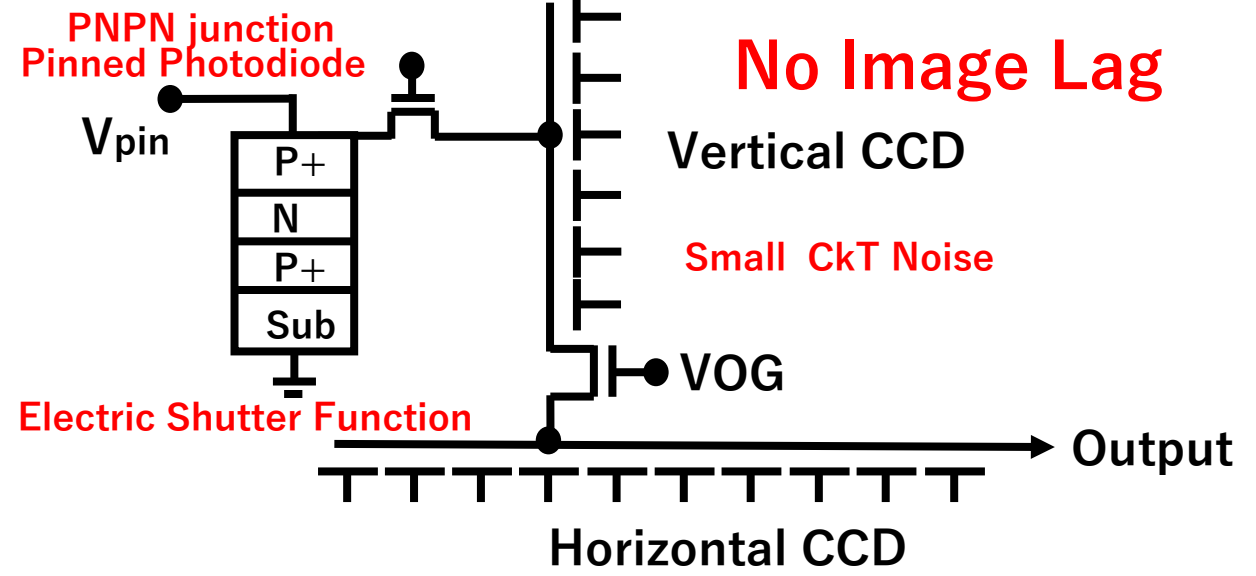 PNPN junction
Pinned Photodiode
No Image Lag
Vpin
Vertical CCD
P+
N
P+
Sub
Small CkT Noise
VOG
Electric Shutter Function
Output
Horizontal CCD